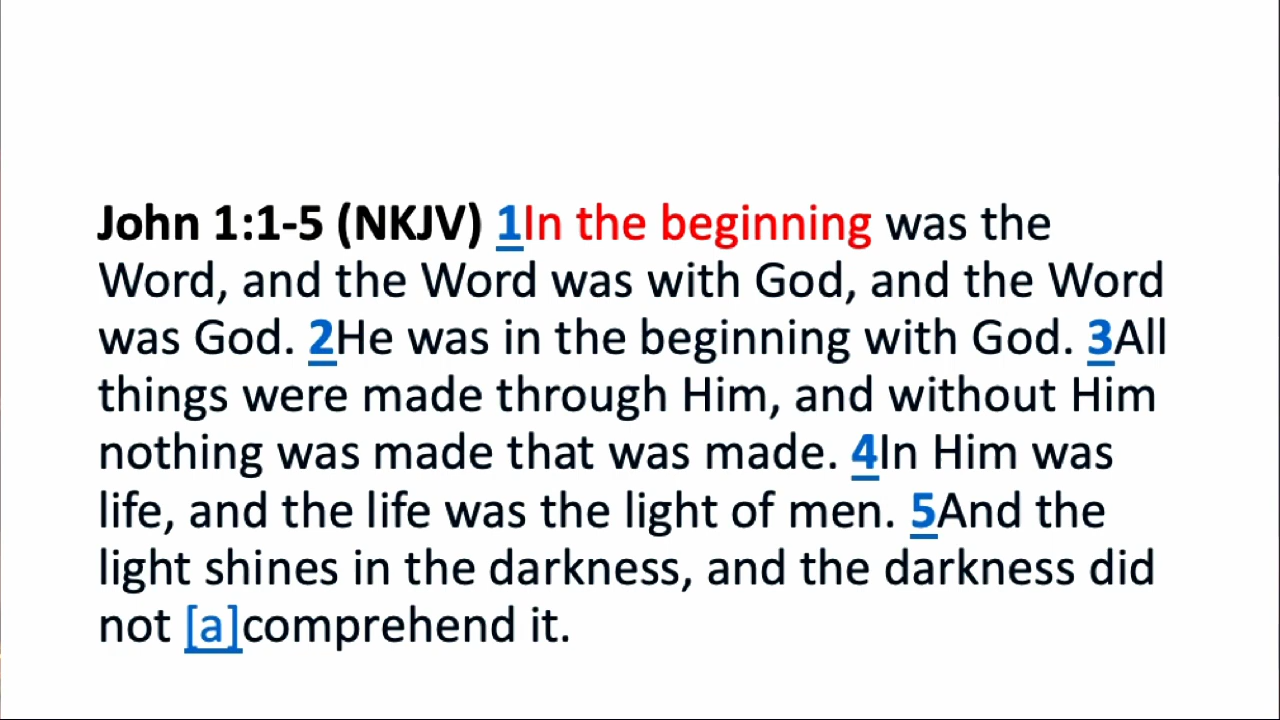 John 1:1-5 (NKJV) 1In the beginning was the
Word, and the Word was with God, and the Word
was God. 2He was in the beginning with God. 3All
things were made through Him, and without Him
nothing was made that was made. 4In Him was
life, and the life was the light of men. 5And the
light shines in the darkness, and the darkness did
not [a]comprehend it.